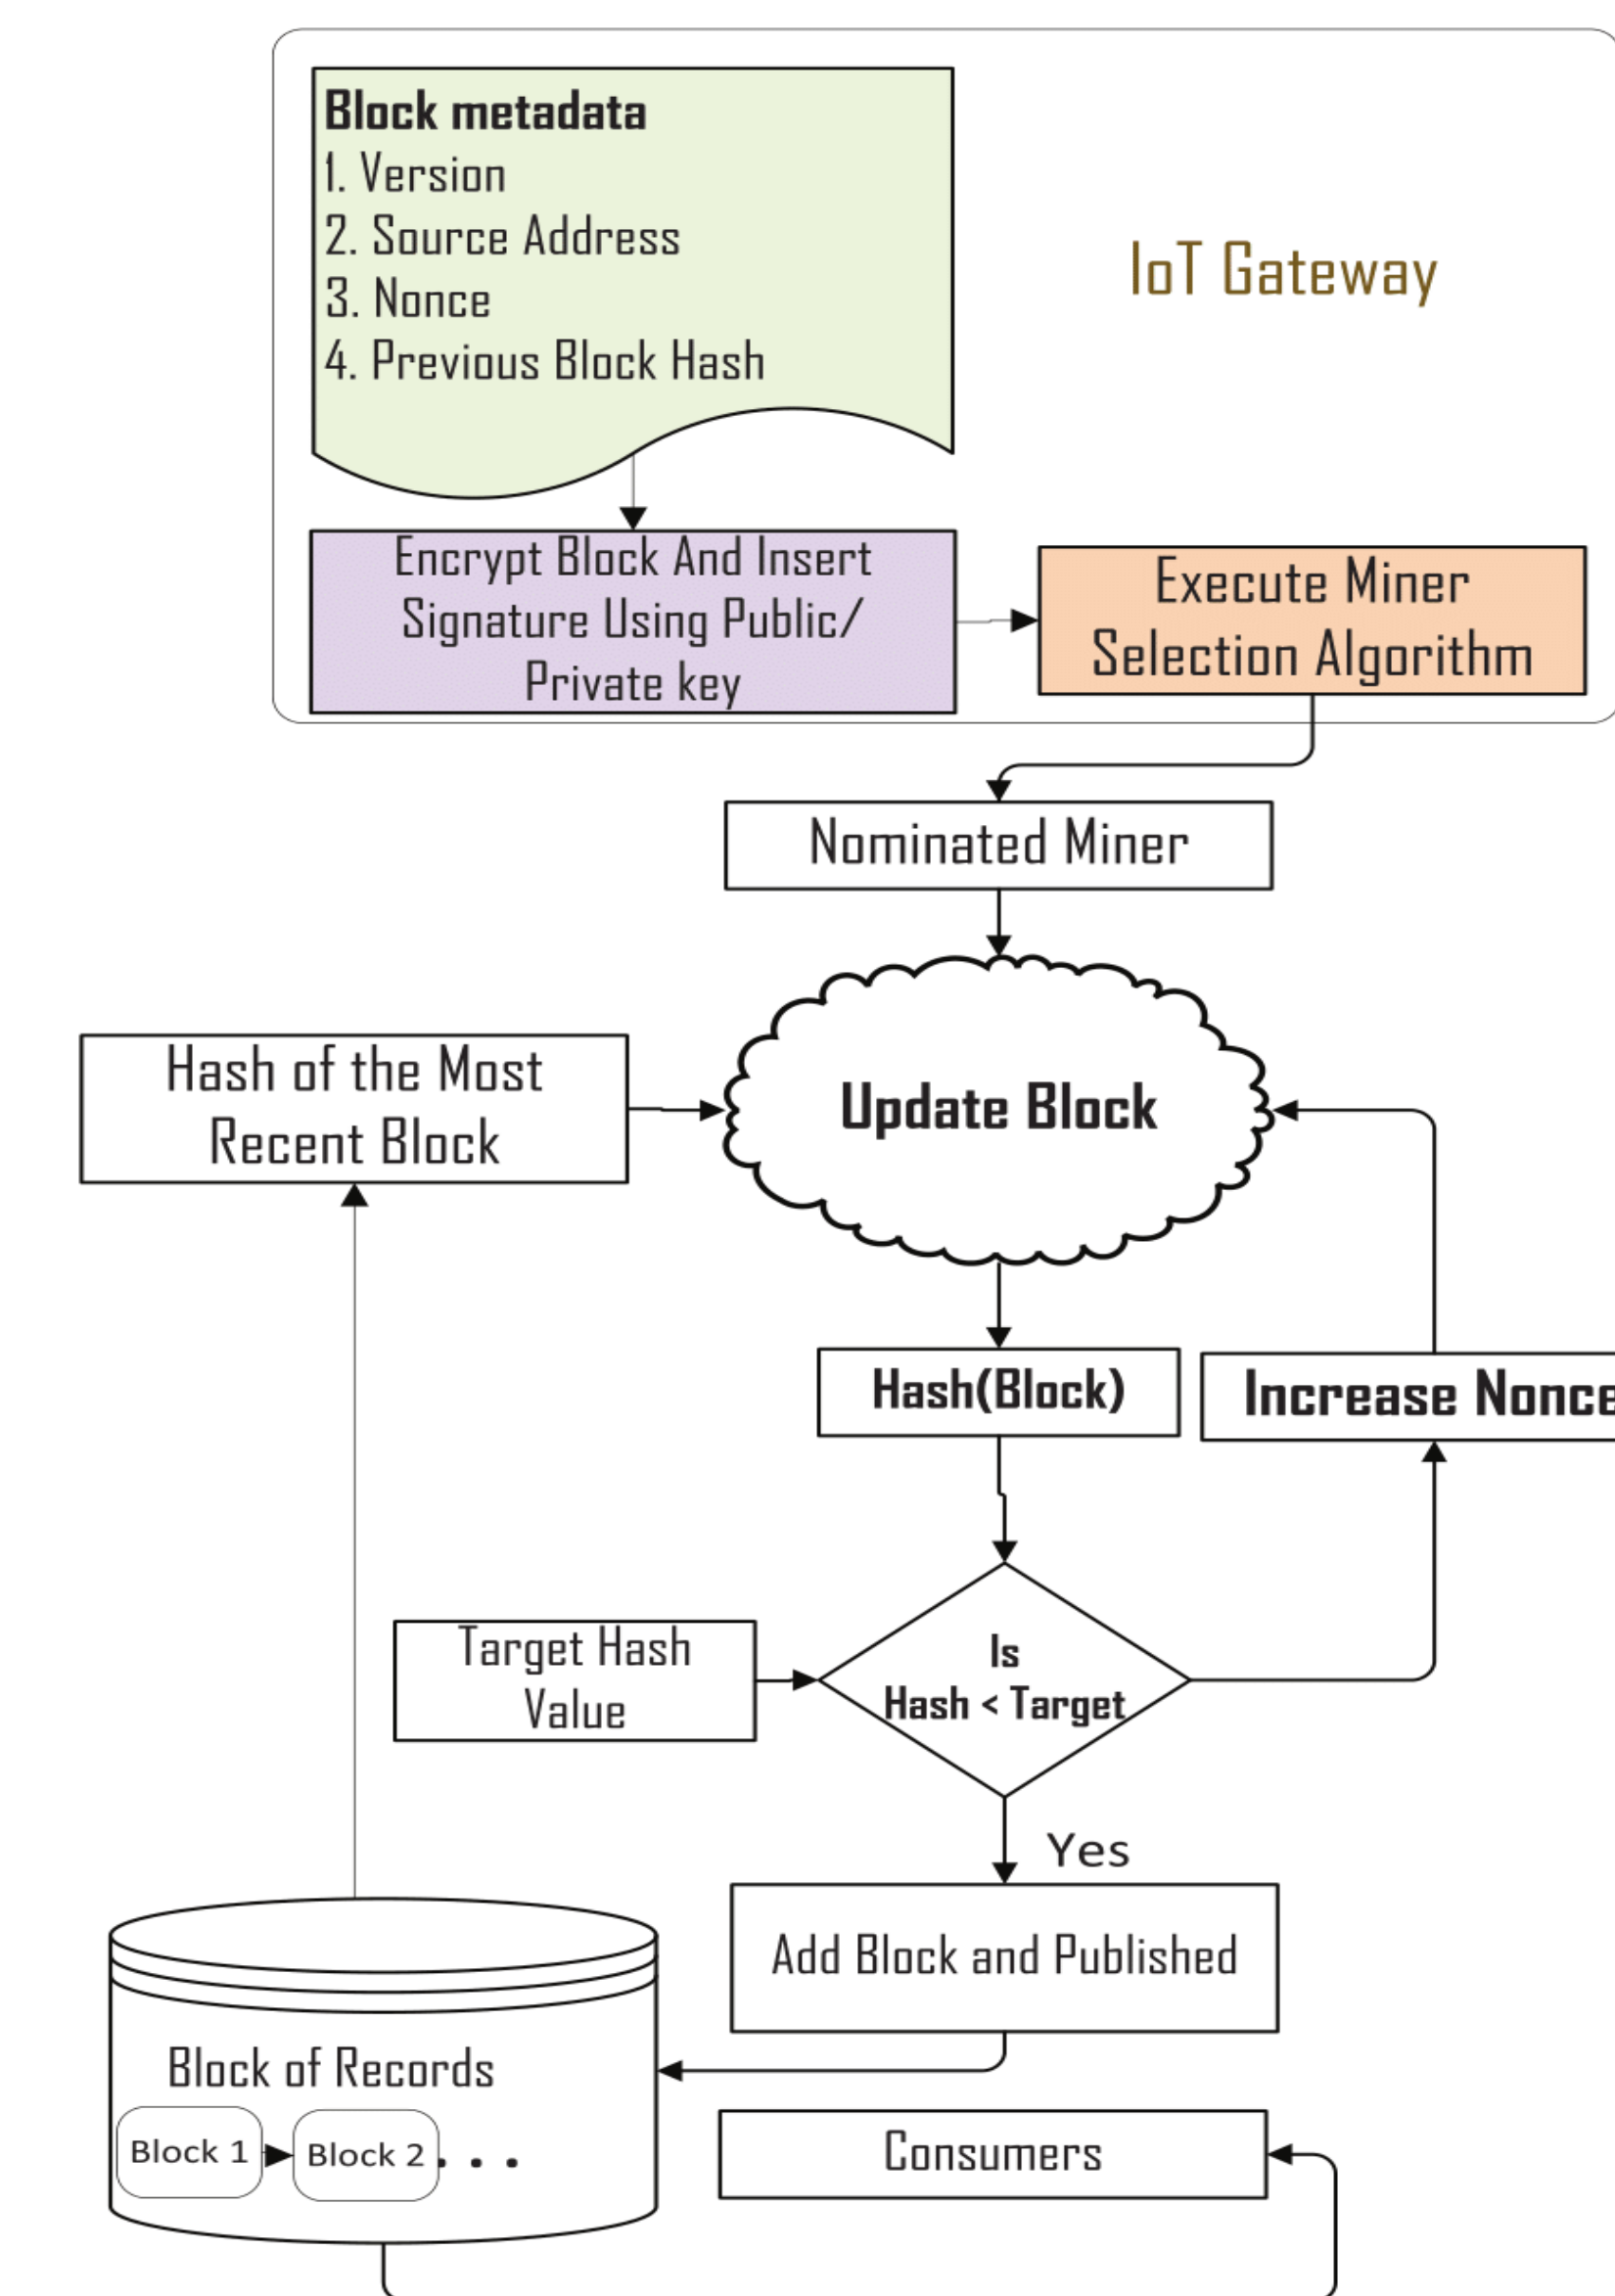 Block metadata
1. Version
2. Source Address
3. Nonce
4. Previous Block Hash
IoT Gateway
Encrypt Block And Insert
Signature Using Public/
Private key
Execute Miner
Selection Algorithm
Nominated Miner
Hash of the Most
Recent Block
Update Block
Hash(Block)
Increase Nonce
Target Hash
Value
Is
Hash < Target
Yes
Add Block and Published
Block of Records
Block 1
Block 2
. . .
Consumers